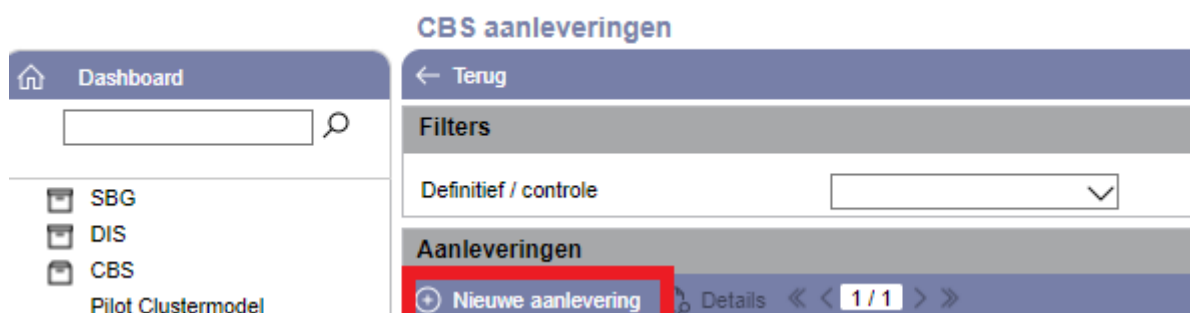 CBS aanleveringen
Dashboard
← Terug
Filters
Definitief / controle
SBG
DIS
CBS
Pilot Clustermodel
Aanleveringen
Nieuwe aanlevering
Details « < 1 / 1 > »